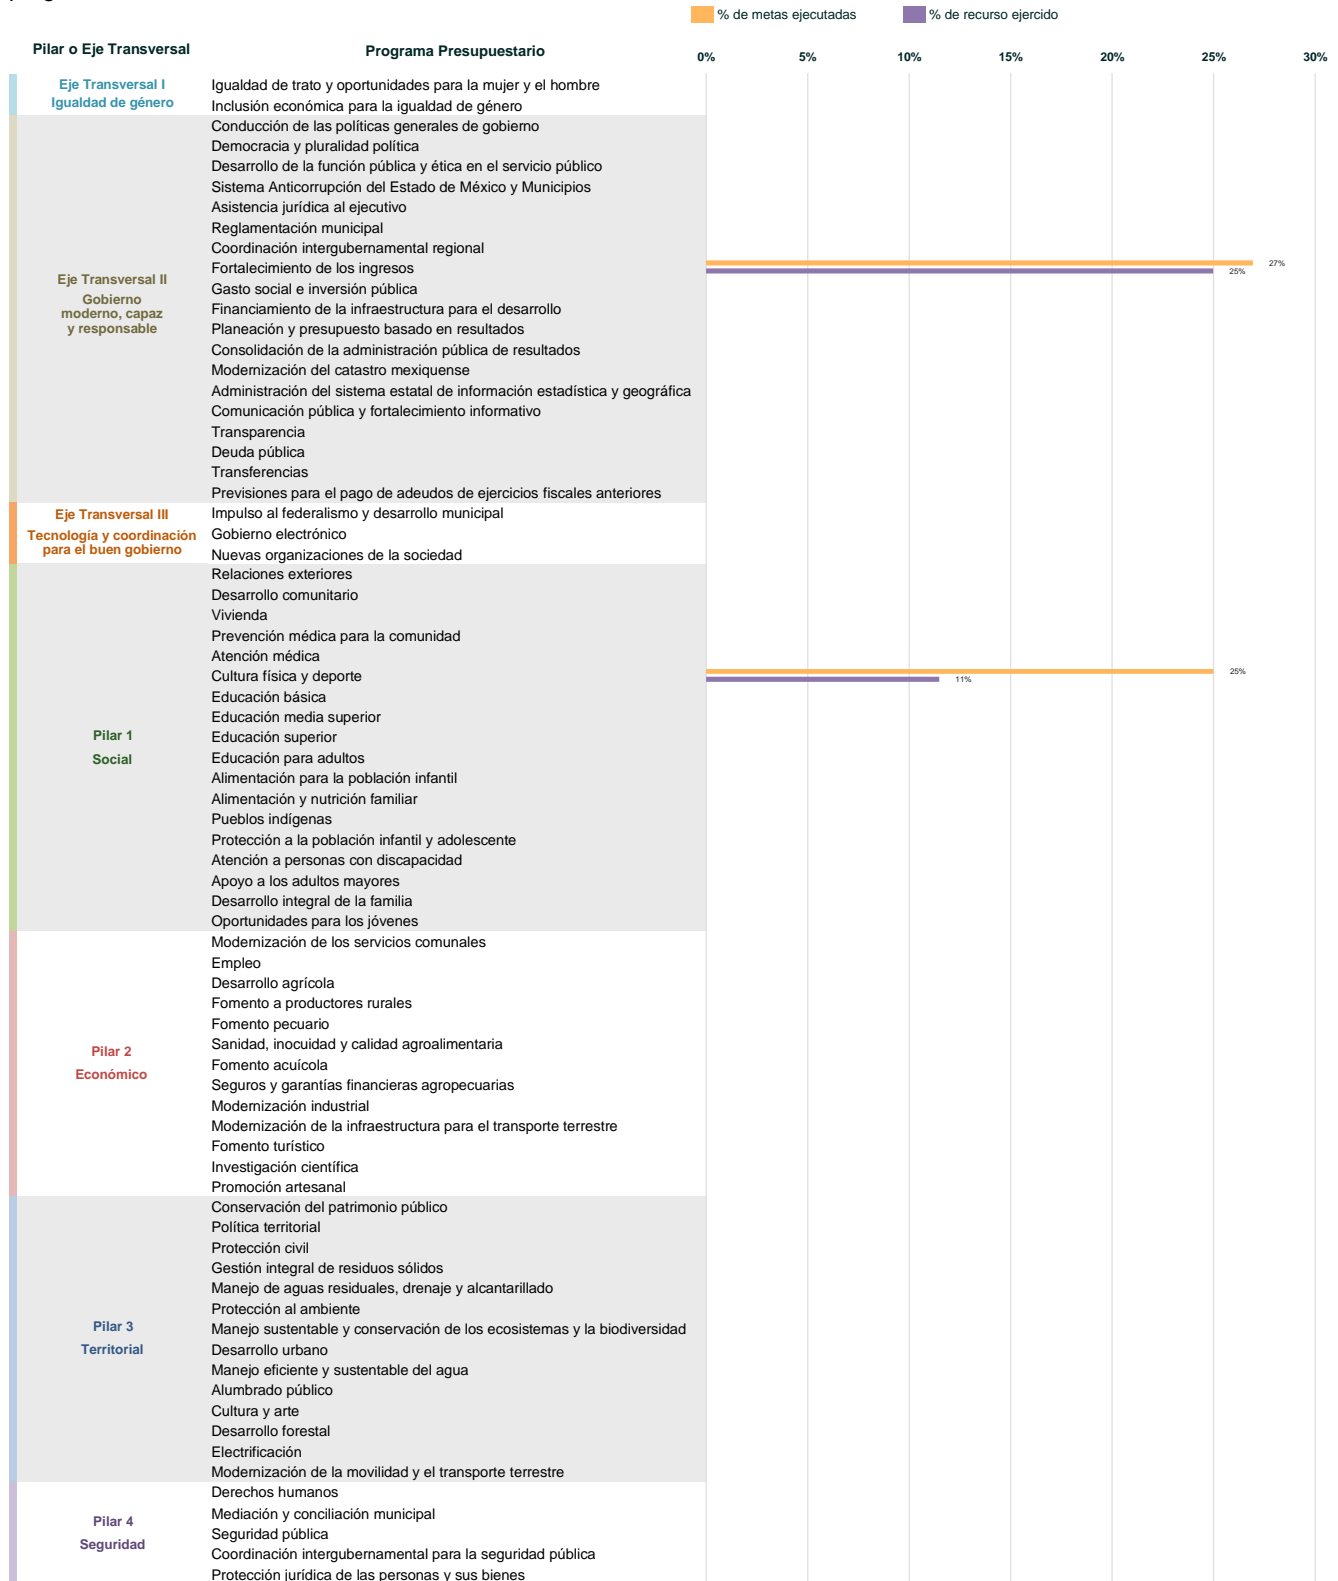 % de metas ejecutadas
% de recurso ejercido
Pilar o Eje Transversal
Programa Presupuestario
0%
5%
10%
15%
20%
25%
30%
Eje Transversal I
Igualdad de género
Igualdad de trato y oportunidades para la mujer y el hombre
Inclusión económica para la igualdad de género
Eje Transversal II
Gobierno
moderno, capaz
y responsable
Conducción de las políticas generales de gobierno
Democracia y pluralidad política
Desarrollo de la función pública y ética en el servicio público
Sistema Anticorrupción del Estado de México y Municipios
Asistencia jurídica al ejecutivo
Reglamentación municipal
Coordinación intergubernamental regional
Fortalecimiento de los ingresos
27%
25%
Gasto social e inversión pública
Financiamiento de la infraestructura para el desarrollo
Planeación y presupuesto basado en resultados
Consolidación de la administración pública de resultados
Modernización del catastro mexiquense
Administración del sistema estatal de información estadística y geográfica
Comunicación pública y fortalecimiento informativo
Transparencia
Deuda pública
Transferencias
Previsiones para el pago de adeudos de ejercicios fiscales anteriores
Eje Transversal III
Tecnología y coordinación
para el buen gobierno
Impulso al federalismo y desarrollo municipal
Gobierno electrónico
Nuevas organizaciones de la sociedad
Pilar 1
Social
Relaciones exteriores
Desarrollo comunitario
Vivienda
Prevención médica para la comunidad
Atención médica
Cultura física y deporte
25%
11%
Educación básica
Educación media superior
Educación superior
Educación para adultos
Alimentación para la población infantil
Alimentación y nutrición familiar
Pueblos indígenas
Protección a la población infantil y adolescente
Atención a personas con discapacidad
Apoyo a los adultos mayores
Desarrollo integral de la familia
Oportunidades para los jóvenes
Pilar 2
Económico
Modernización de los servicios comunales
Empleo
Desarrollo agrícola
Fomento a productores rurales
Fomento pecuario
Sanidad, inocuidad y calidad agroalimentaria
Fomento acuícola
Seguros y garantías financieras agropecuarias
Modernización industrial
Modernización de la infraestructura para el transporte terrestre
Fomento turístico
Investigación científica
Promoción artesanal
Pilar 3
Territorial
Conservación del patrimonio público
Política territorial
Protección civil
Gestión integral de residuos sólidos
Manejo de aguas residuales, drenaje y alcantarillado
Protección al ambiente
Manejo sustentable y conservación de los ecosistemas y la biodiversidad
Desarrollo urbano
Manejo eficiente y sustentable del agua
Alumbrado público
Cultura y arte
Desarrollo forestal
Electrificación
Modernización de la movilidad y el transporte terrestre
Pilar 4
Seguridad
Derechos humanos
Mediación y conciliación municipal
Seguridad pública
Coordinación intergubernamental para la seguridad pública
Protección jurídica de las personas y sus bienes